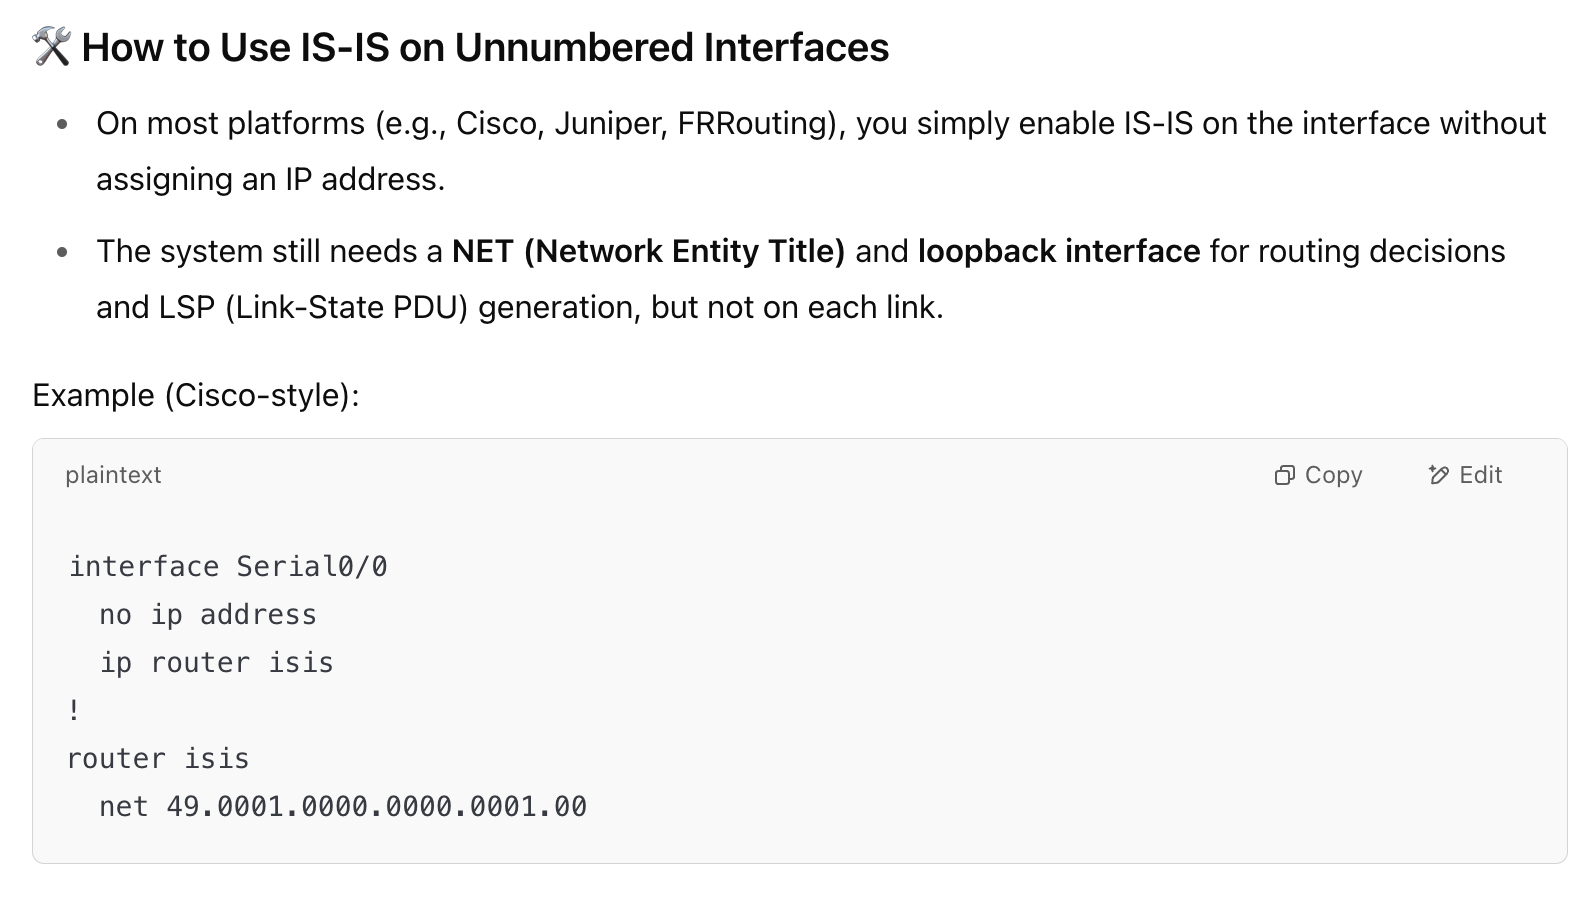 🛠 How to Use IS-IS on Unnumbered Interfaces
• On most platforms (e.g., Cisco, Juniper, FRRouting), you simply enable IS-IS on the interface without
assigning an IP address.
• The system still needs a NET (Network Entity Title) and loopback interface for routing decisions
and LSP (Link-State PDU) generation, but not on each link.
Example (Cisco-style):
plaintext Copy Edit
interface Serial0/0
  no ip address
  ip router isis
!
router isis
  net 49.0001.0000.0000.0001.00